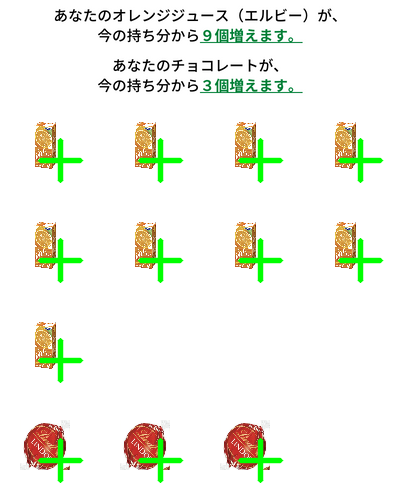 あなたのオレンジジュース（エルビー）が、
今の持ち分から９個増えます。
あなたのチョコレートが、
今の持ち分から３個増えます。